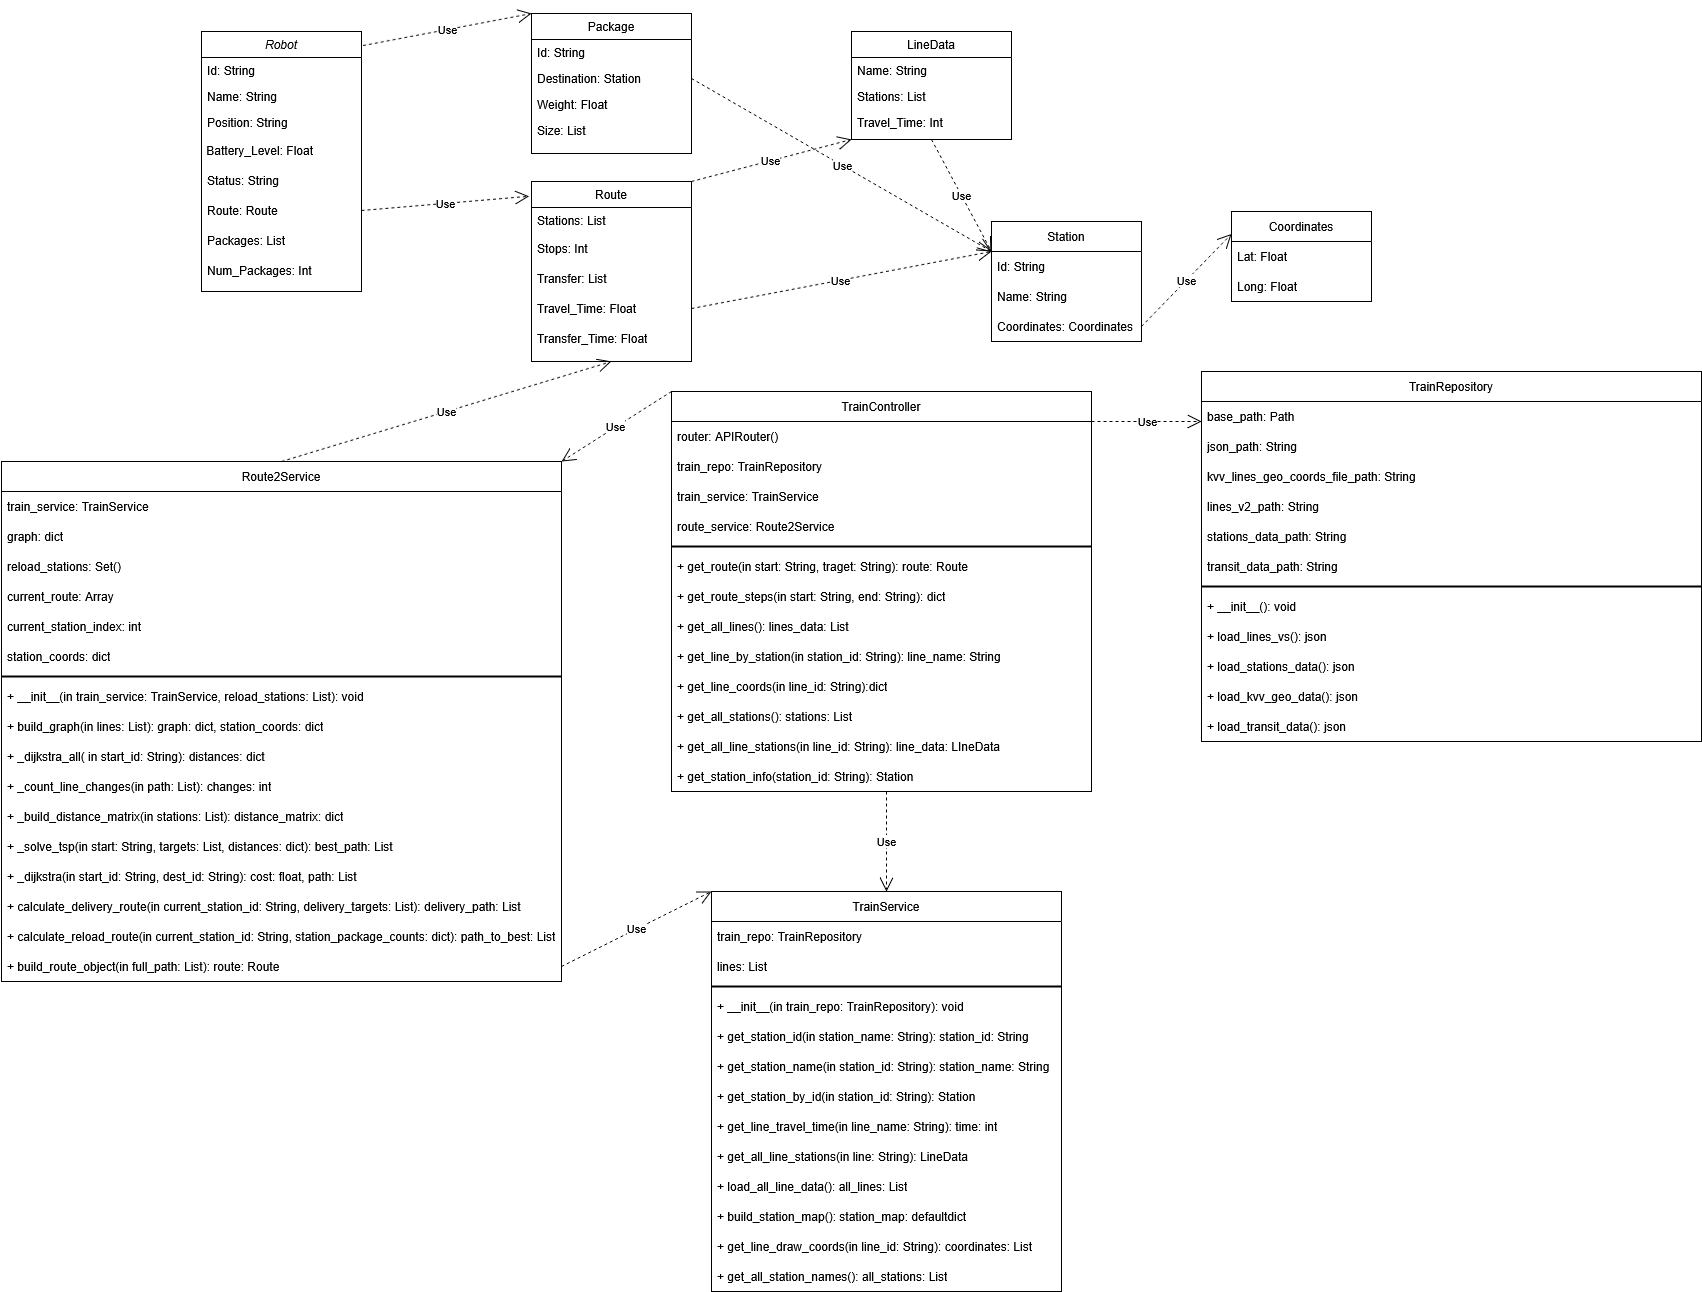 Robot
Id: String
Name: String
Position: String
Battery_Level: Float
Status: String
Route: Route
Packages: List
Num_Packages: Int
Use
Use
Package
Id: String
Destination: Station
Weight: Float
Size: List
Use
Route
Stations: List
Stops: Int
Transfer: List
Travel_Time: Float
Transfer_Time: Float
Use
Use
LineData
Name: String
Stations: List
Travel_Time: Int
Use
Station
Id: String
Name: String
Coordinates: Coordinates
Use
Coordinates
Lat: Float
Long: Float
Use
Use
Route2Service
train_service: TrainService
graph: dict
reload_stations: Set()
current_route: Array
current_station_index: int
station_coords: dict
+ __init__(in train_service: TrainService, reload_stations: List): void
+ build_graph(in lines: List): graph: dict, station_coords: dict
+ _dijkstra_all( in start_id: String): distances: dict
+ _count_line_changes(in path: List): changes: int
+ _build_distance_matrix(in stations: List): distance_matrix: dict
+ _solve_tsp(in start: String, targets: List, distances: dict): best_path: List
+ _dijkstra(in start_id: String, dest_id: String): cost: float, path: List
+ calculate_delivery_route(in current_station_id: String, delivery_targets: List): delivery_path: List
+ calculate_reload_route(in current_station_id: String, station_package_counts: dict): path_to_best: List
+ build_route_object(in full_path: List): route: Route
TrainController
router: APIRouter()
train_repo: TrainRepository
train_service: TrainService
route_service: Route2Service
+ get_route(in start: String, traget: String): route: Route
+ get_route_steps(in start: String, end: String): dict
+ get_all_lines(): lines_data: List
+ get_line_by_station(in station_id: String): line_name: String
+ get_line_coords(in line_id: String):dict
+ get_all_stations(): stations: List
+ get_all_line_stations(in line_id: String): line_data: LIneData
+ get_station_info(station_id: String): Station
Use
TrainRepository
base_path: Path
json_path: String
kvv_lines_geo_coords_file_path: String
lines_v2_path: String
stations_data_path: String
transit_data_path: String
+ __init__(): void
+ load_lines_vs(): json
+ load_stations_data(): json
+ load_kvv_geo_data(): json
+ load_transit_data(): json
Use
Use
TrainService
train_repo: TrainRepository
lines: List
+ __init__(in train_repo: TrainRepository): void
+ get_station_id(in station_name: String): station_id: String
+ get_station_name(in station_id: String): station_name: String
+ get_station_by_id(in station_id: String): Station
+ get_line_travel_time(in line_name: String): time: int
+ get_all_line_stations(in line: String): LineData
+ load_all_line_data(): all_lines: List
+ build_station_map(): station_map: defaultdict
+ get_line_draw_coords(in line_id: String): coordinates: List
+ get_all_station_names(): all_stations: List